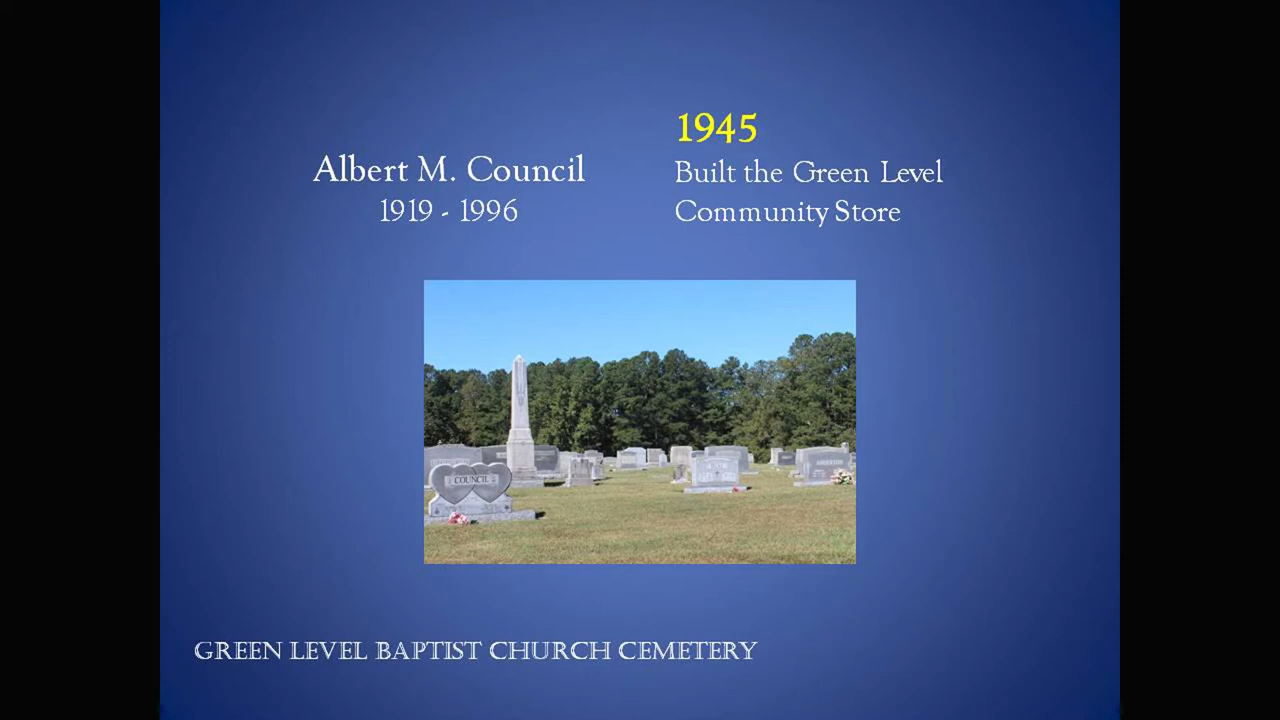 Albert M. Council
1919 - 1996
1945
Built the Green Level
Community Store
COUNCIL
GREEN LEVEL BAPTIST CHURCH CEMETERY